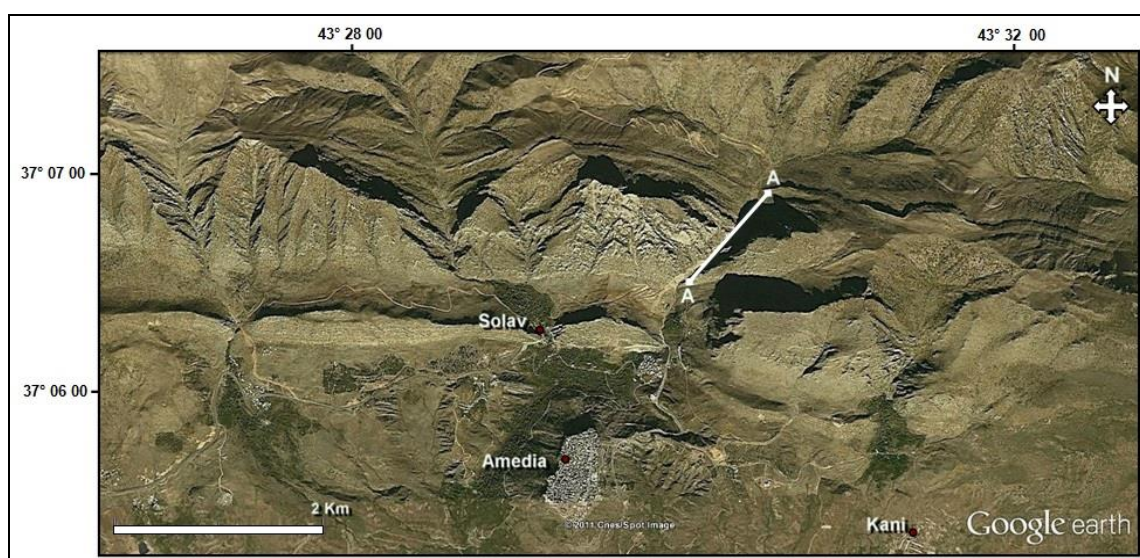 43° 28 00
43° 32 00
N
37° 07 00
A
A
Solav
37° 06 00
Amedia
2 Km
©2011 Cnes/Spot Image
Kani
Google earth